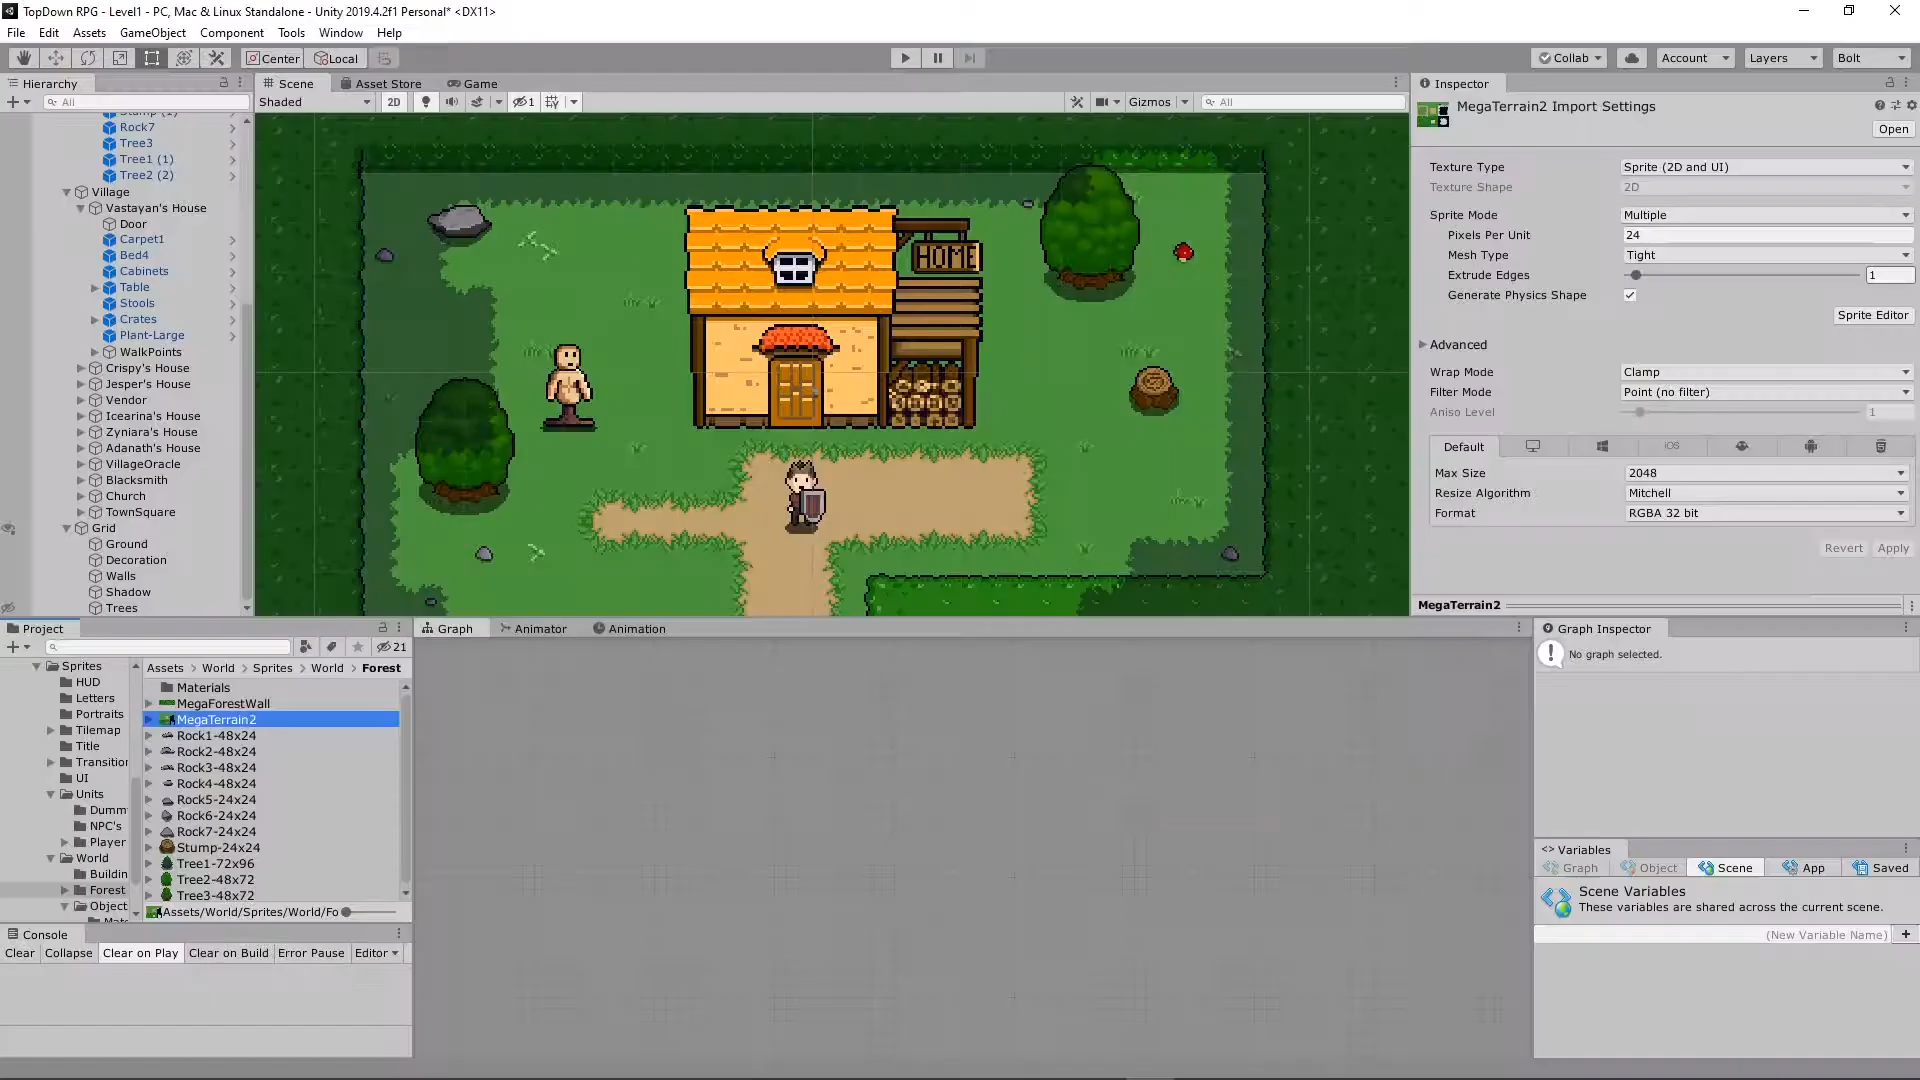 TopDown RPG - Level1 - PC, Mac & Linux Standalone - Unity 2019.4.2f1 Personal* <DX11>
File Edit Assets GameObject Component Tools Window Help
Center Local Collab Account Layers Bolt
Hierarchy
All
Stump (1)
Rock7
Tree3
Tree1 (1)
Tree2 (2)
Village
Vastayan's House
Door
Carpet1
Bed4
Cabinets
Table
Stools
Crates
Plant-Large
WalkPoints
Crispy's House
Jesper's House
Vendor
Icearina's House
Zyniara's House
Adanath's House
VillageOracle
Blacksmith
Church
TownSquare
Grid
Ground
Decoration
Walls
Shadow
Trees
Scene Asset Store Game
Shaded 2D 1 Gizmos All
HOME
Inspector
MegaTerrain2 Import Settings
Open
Texture Type Sprite (2D and UI)
Texture Shape 2D
Sprite Mode Multiple
Pixels Per Unit 24
Mesh Type Tight
Extrude Edges 1
Generate Physics Shape
Sprite Editor
Advanced
Wrap Mode Clamp
Filter Mode Point (no filter)
Aniso Level 1
Default iOS
Max Size 2048
Resize Algorithm Mitchell
Format RGBA 32 bit
Revert Apply
MegaTerrain2
Project
21
Sprites
HUD
Letters
Portraits
Tilemap
Title
Transition
UI
Units
Dumm
NPC's
Player
World
Buildin
Forest
Object
Assets > World > Sprites > World > Forest
Materials
MegaForestWall
MegaTerrain2
Rock1-48x24
Rock2-48x24
Rock3-48x24
Rock4-48x24
Rock5-24x24
Rock6-24x24
Rock7-24x24
Stump-24x24
Tree1-72x96
Tree2-48x72
Tree3-48x72
Assets/World/Sprites/World/Fo
Console
Clear Collapse Clear on Play Clear on Build Error Pause Editor
Graph Animator Animation
Graph Inspector
No graph selected.
<> Variables
Graph Object Scene App Saved
Scene Variables
These variables are shared across the current scene.
(New Variable Name)